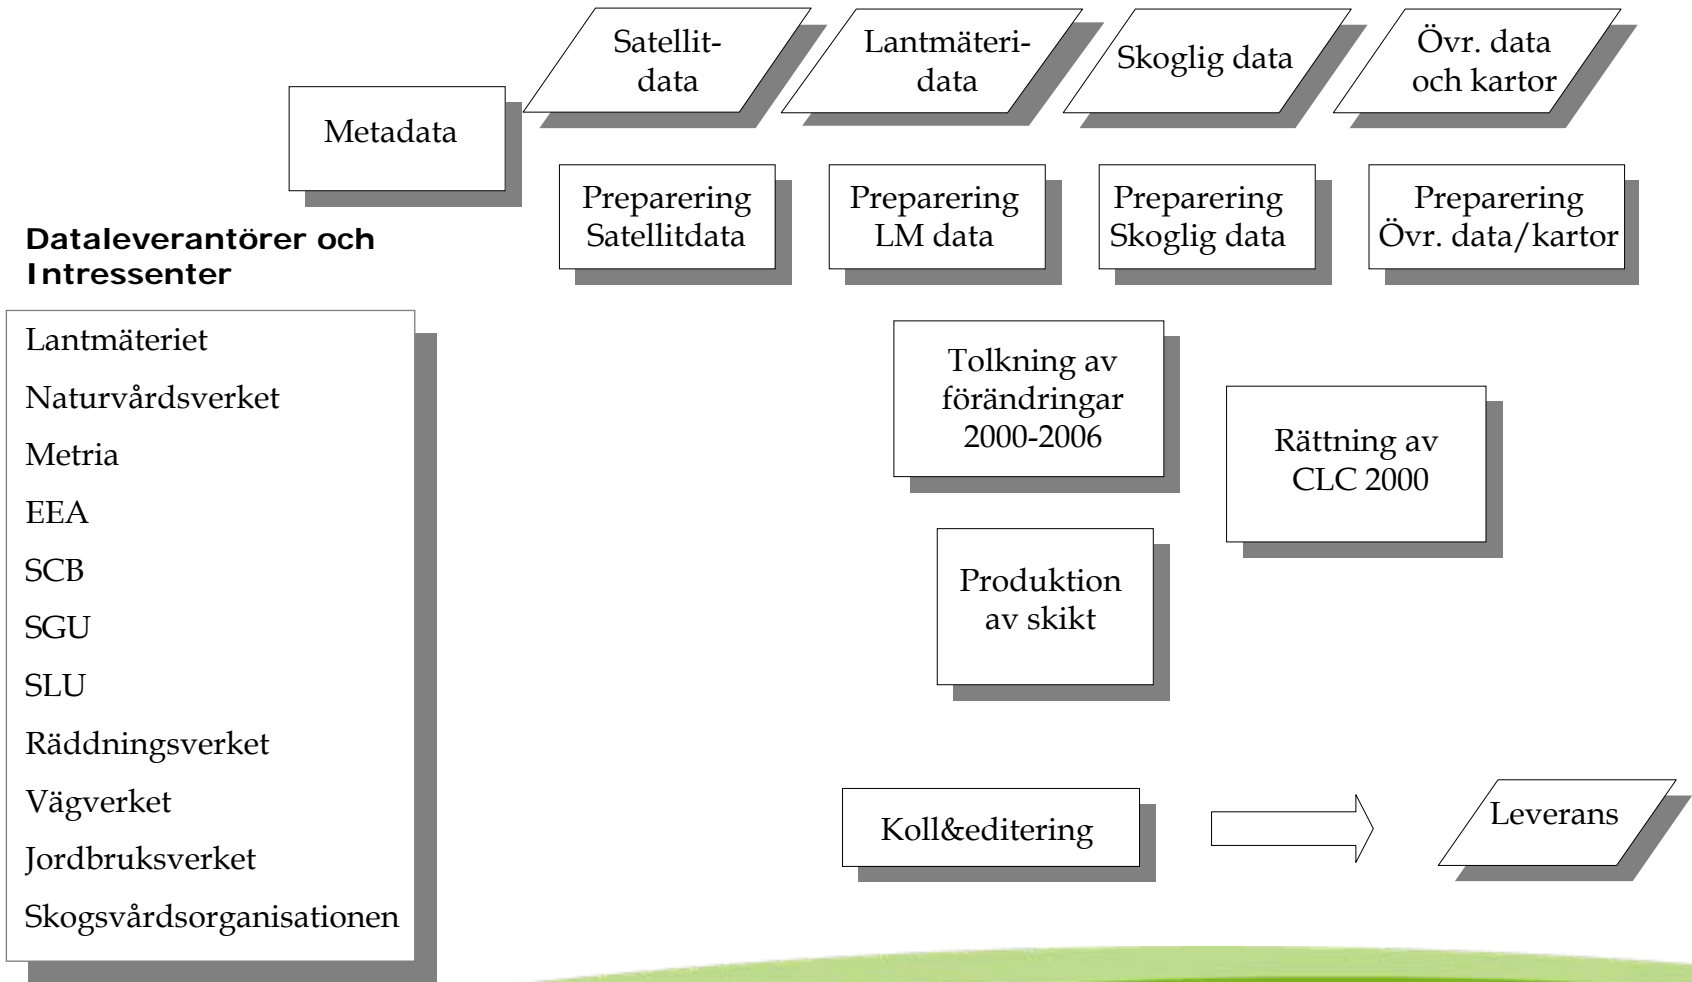 Satellit-
data
Lantmäteri-
data
Skoglig data
Övr. data
och kartor
Metadata
Preparering
Satellitdata
Preparering
LM data
Preparering
Skoglig data
Preparering
Övr. data/kartor
Dataleverantörer och
Intressenter
Lantmäteriet
Naturvårdsverket
Metria
EEA
SCB
SGU
SLU
Räddningsverket
Vägverket
Jordbruksverket
Skogsvårdsorganisationen
Tolkning av
förändringar
2000-2006
Rättning av
CLC 2000
Produktion
av skikt
Koll&editering
Leverans